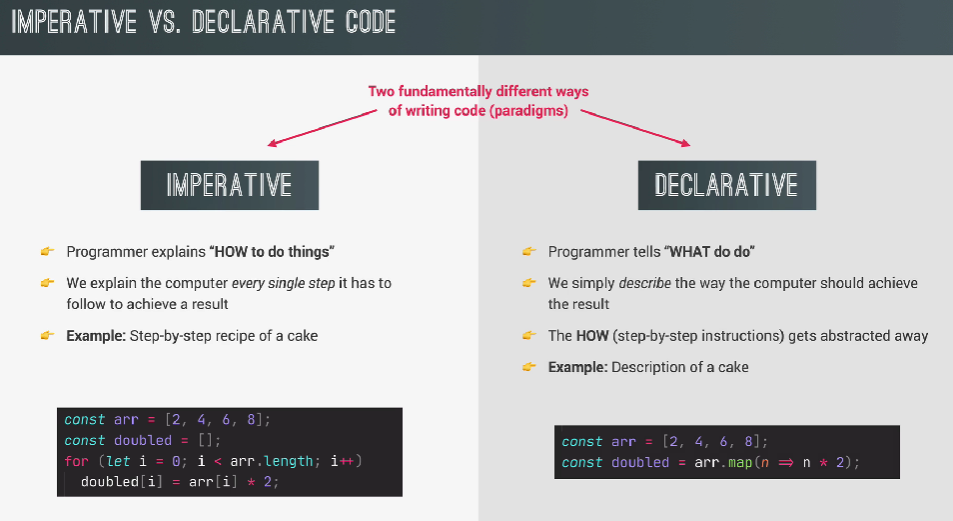 IMPERATIVE VS. DECLARATIVE CODE
Two fundamentally different ways
of writing code (paradigms)
IMPERATIVE
👉 Programmer explains “HOW to do things”
👉 We explain the computer every single step it has to
follow to achieve a result
👉 Example: Step-by-step recipe of a cake
const arr = [2, 4, 6, 8];
const doubled = [];
for (let i = 0; i < arr.length; i++)
doubled[i] = arr[i] * 2;
DECLARATIVE
👉 Programmer tells “WHAT do do”
👉 We simply describe the way the computer should achieve
the result
👉 The HOW (step-by-step instructions) gets abstracted away
👉 Example: Description of a cake
const arr = [2, 4, 6, 8];
const doubled = arr.map(n => n * 2);